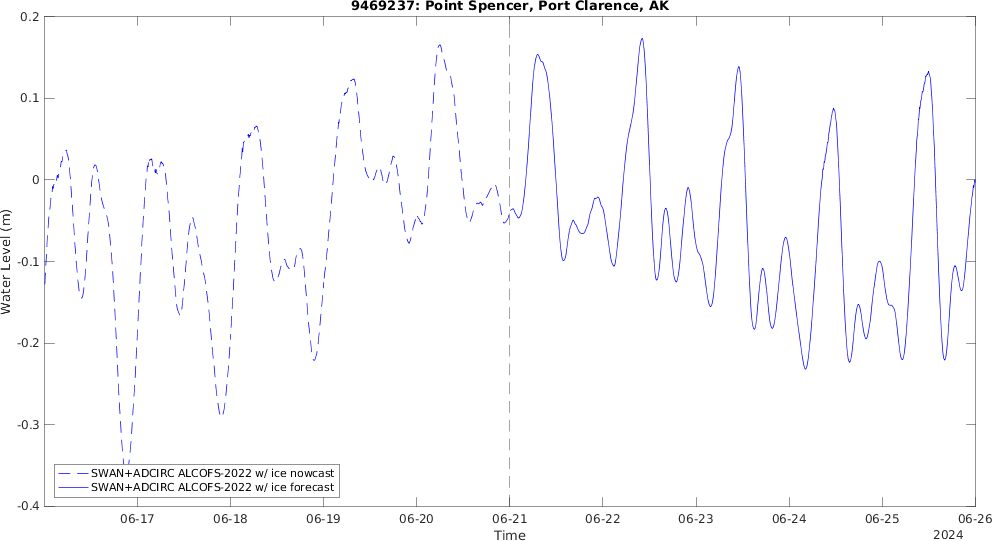 9469237: Point Spencer, Port Clarence, AK
0.2
0.1
0
-0.1
-0.2
-0.3
-0.4
Water Level (m)
SWAN+ADCIRC ALCOFS-2022 w/ ice nowcast
SWAN+ADCIRC ALCOFS-2022 w/ ice forecast
06-17 06-18 06-19 06-20 06-21 06-22 06-23 06-24 06-25 06-26
Time
2024